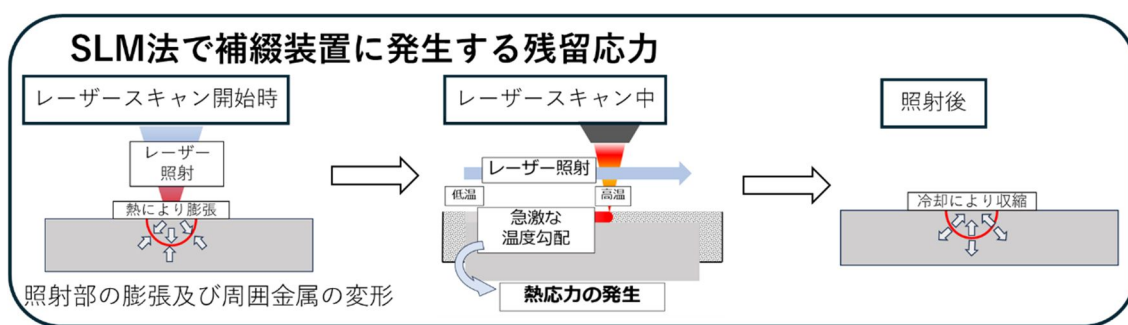 SLM法で補綴装置に発生する残留応力
レーザースキャン開始時
レーザー
照射
熱により膨張
照射部の膨張及び周囲金属の変形
レーザースキャン中
レーザー照射
低温
高温
急激な
温度勾配
熱応力の発生
照射後
冷却により収縮